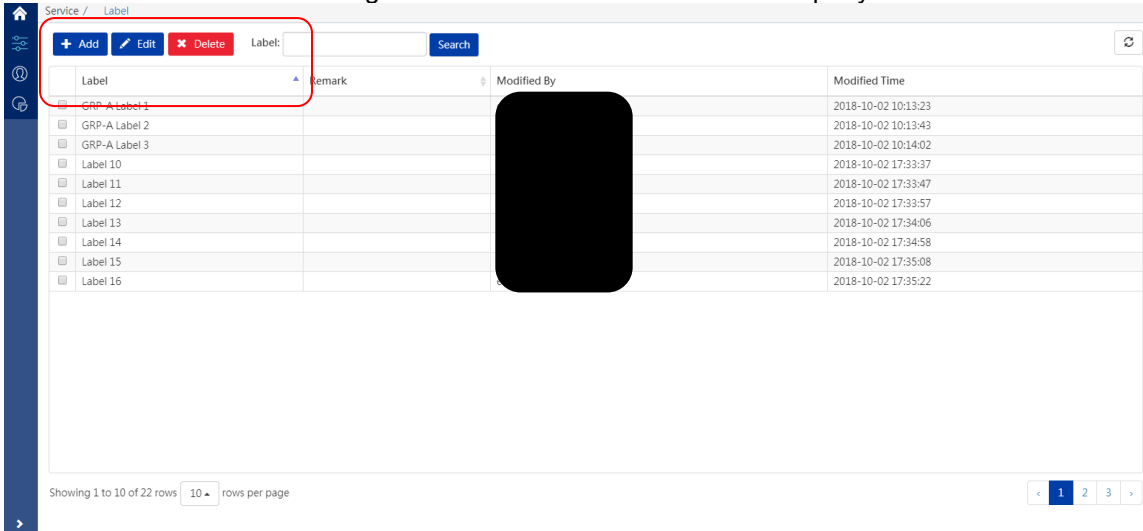 Service / Label
Add Edit Delete Label: Search
Label Remark Modified By Modified Time
GRP-A Label 1 2018-10-02 10:13:23
GRP-A Label 2 2018-10-02 10:13:43
GRP-A Label 3 2018-10-02 10:14:02
Label 10 2018-10-02 17:33:37
Label 11 2018-10-02 17:33:47
Label 12 2018-10-02 17:33:57
Label 13 2018-10-02 17:34:06
Label 14 2018-10-02 17:34:58
Label 15 2018-10-02 17:35:08
Label 16 2018-10-02 17:35:22
Showing 1 to 10 of 22 rows 10 rows per page ‹ 1 2 3 ›